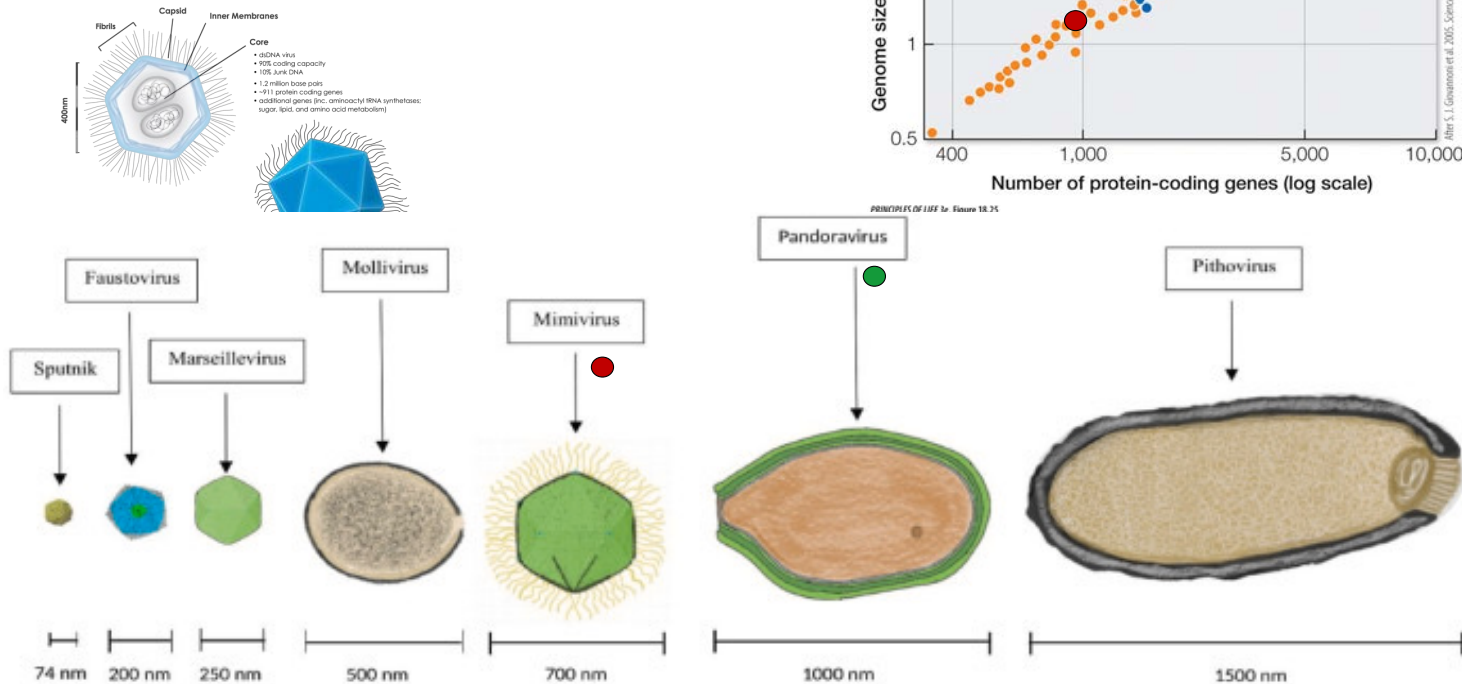 Capsid
Inner Membranes
Fibrils
Core
• dsDNA virus
• 90% coding capacity
• 10% Junk DNA
• 1.2 million base pairs
• ~911 protein coding genes
• additional genes (inc. aminoactyl tRNA synthetases;
sugar, lipid, and amino acid metabolism)
400nm
Genome size
1
0.5
400
1,000
5,000
10,000
Number of protein-coding genes (log scale)
After S. J. Giovannoni et al. 2005. Science
PRINCIPLES OF LIFE 3e, Figure 18.25
Pandoravirus
Mollivirus
Pithovirus
Faustovirus
Mimivirus
Marseillevirus
Sputnik
74 nm
200 nm
250 nm
500 nm
700 nm
1000 nm
1500 nm